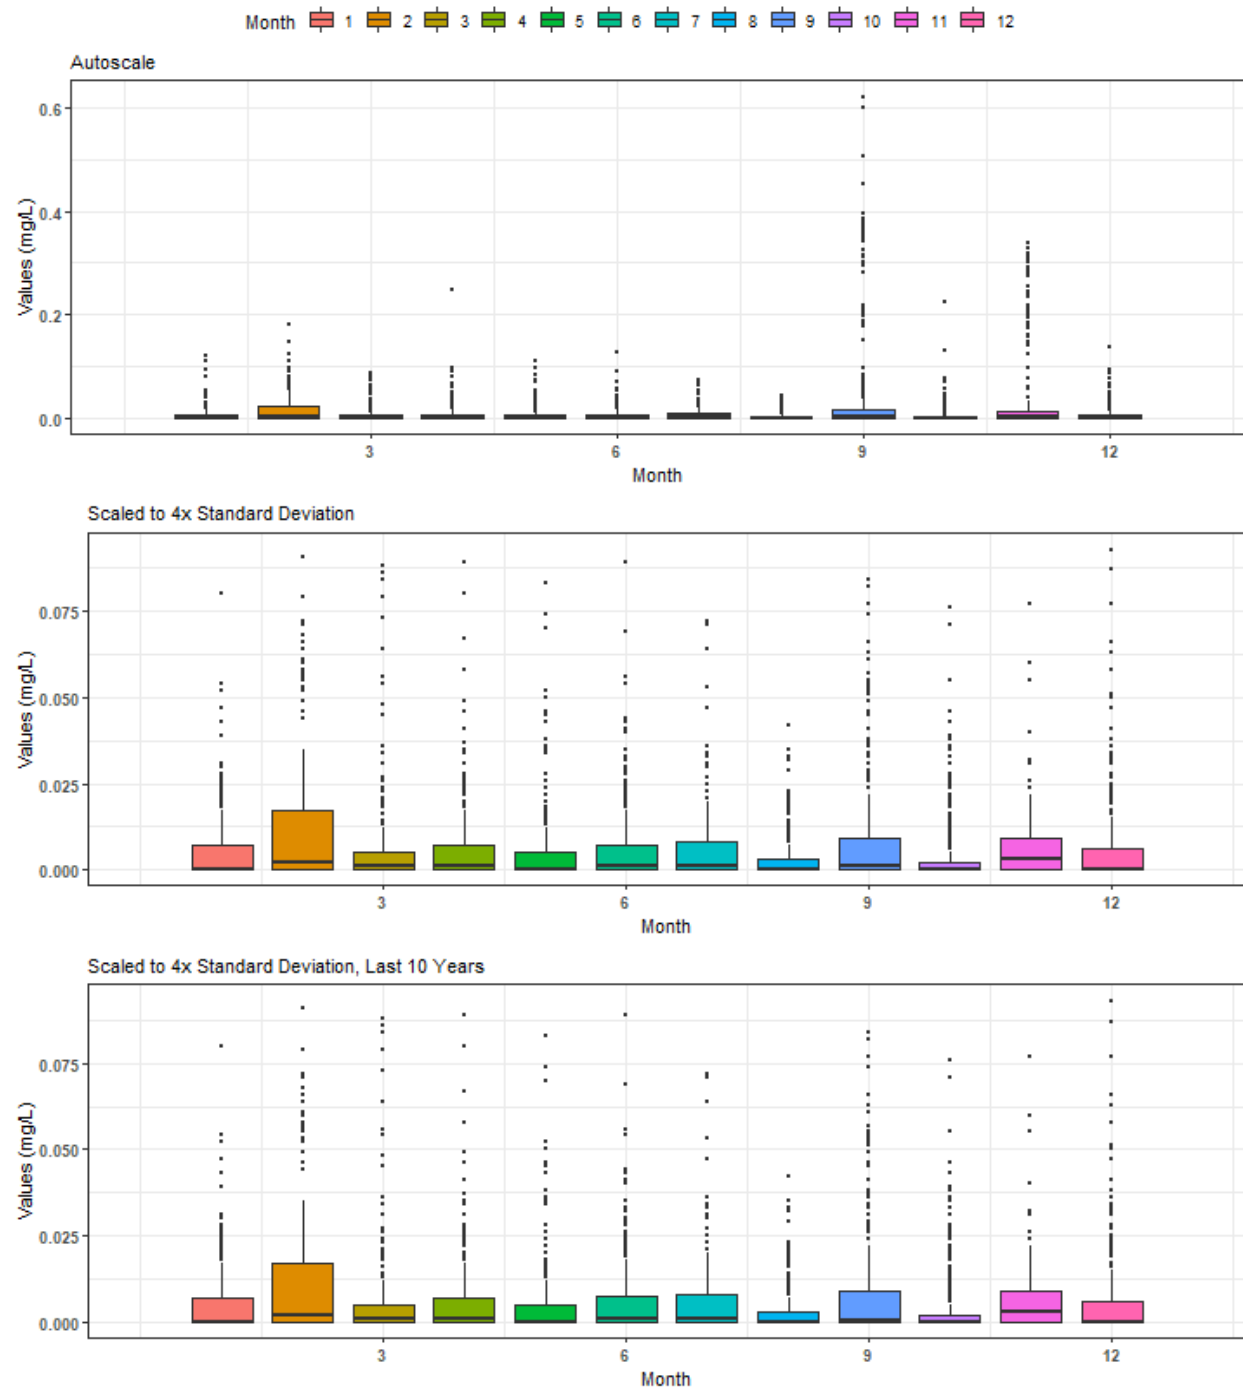 Month 1 2 3 4 5 6 7 8 9 10 11 12
Autoscale
Values (mg/L)
0.6
0.4
0.2
0.0
3 6 9 12
Month
Scaled to 4x Standard Deviation
Values (mg/L)
0.075
0.050
0.025
0.000
3 6 9 12
Month
Scaled to 4x Standard Deviation, Last 10 Years
Values (mg/L)
0.075
0.050
0.025
0.000
3 6 9 12
Month